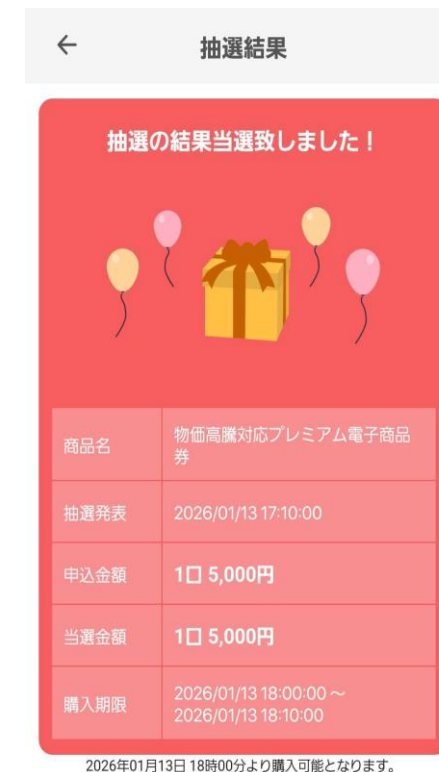 抽選結果
抽選の結果当選致しました！
商品名
物価高騰対応プレミアム電子商品
券
抽選発表
2026/01/13 17:10:00
申込金額
1口 5,000円
当選金額
1口 5,000円
購入期限
2026/01/13 18:00:00 ～
2026/01/13 18:10:00
2026年01月13日 18時00分より購入可能となります。